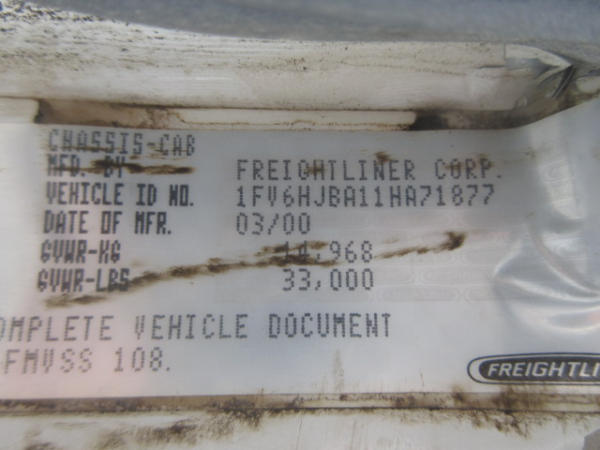 CHASSIS-CAB
MFD. BY FREIGHTLINER CORP.
VEHICLE ID NO. 1FV6HJBA11HA71877
DATE OF MFR. 03/00
GVWR-KG 14,968
GVWR-LBS 33,000
OMPLETE VEHICLE DOCUMENT
FMVSS 108.
FREIGHTLI